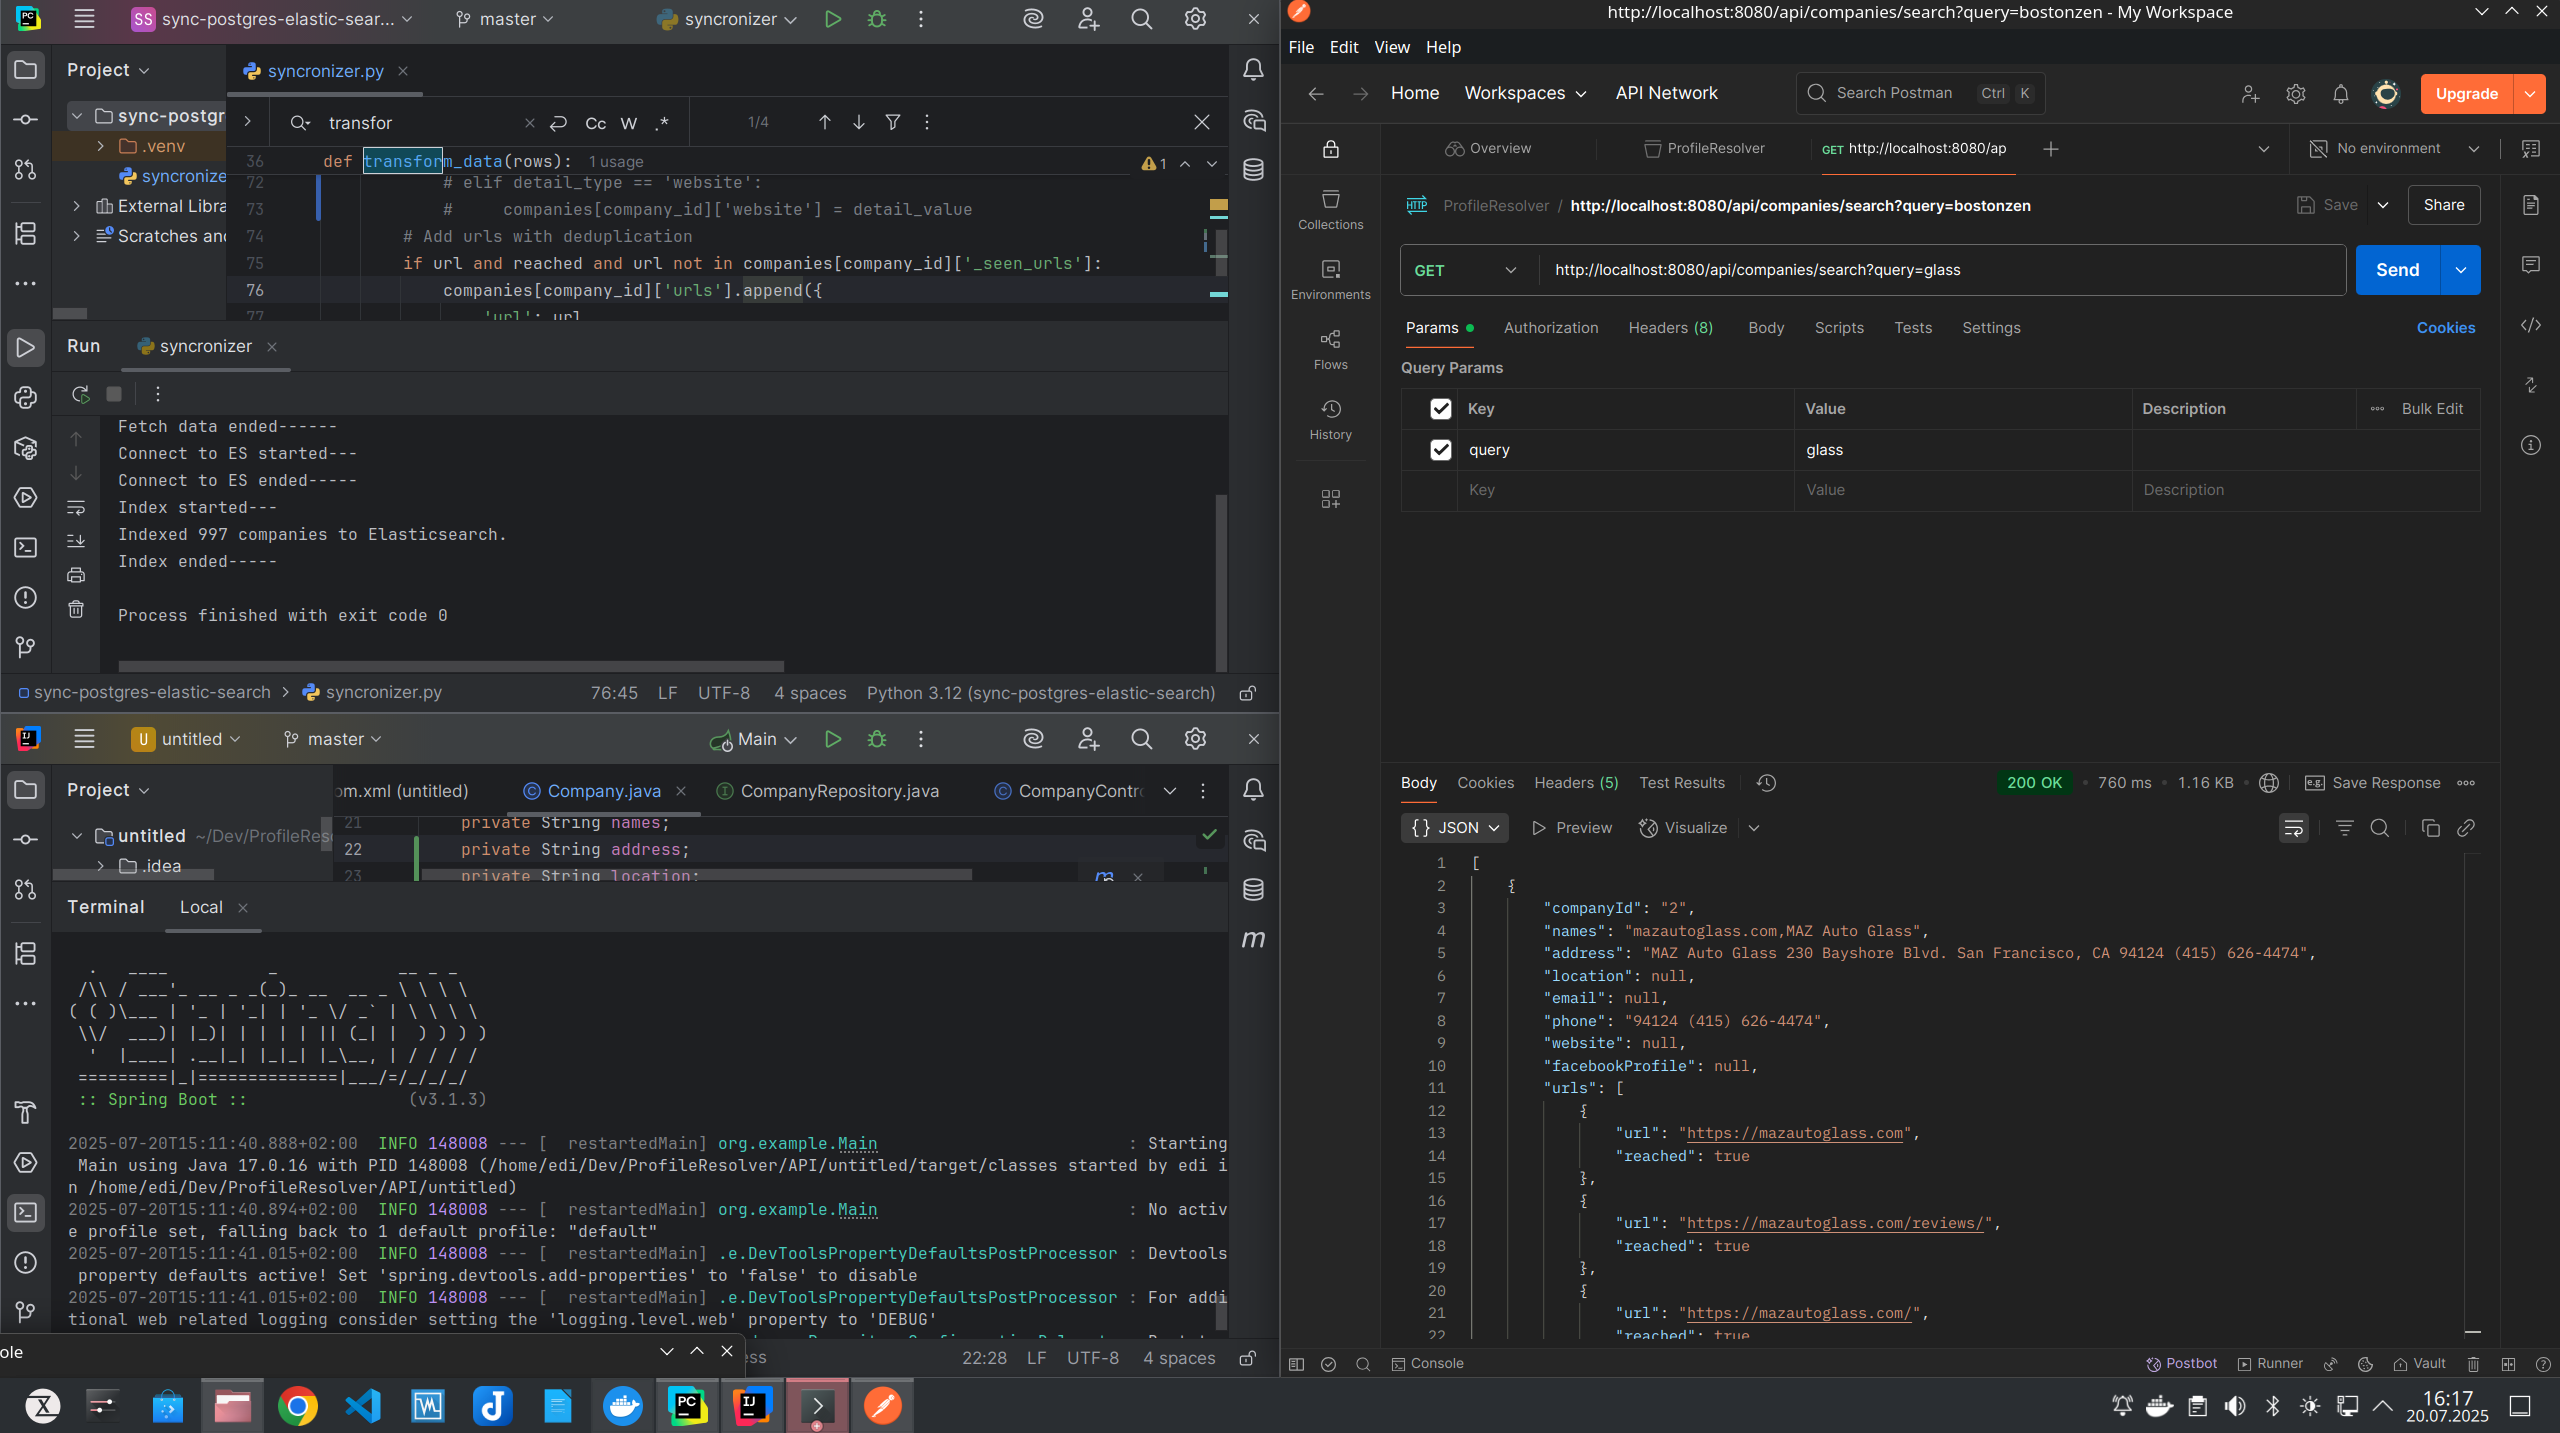 SS sync-postgres-elastic-sear... master syncronizer
Project
syncronizer.py
sync-postgr
.venv
syncronize
External Libra
Scratches and
transfor
Cc W .* 1/4
36 def transform_data(rows): 1 usage
1
72 # elif detail_type == 'website':
73 #     companies[company_id]['website'] = detail_value
74 # Add urls with deduplication
75 if url and reached and url not in companies[company_id]['_seen_urls']:
76 companies[company_id]['urls'].append({
77 'url': url
Run syncronizer
Fetch data ended------
Connect to ES started---
Connect to ES ended-----
Index started---
Indexed 997 companies to Elasticsearch.
Index ended-----
Process finished with exit code 0
sync-postgres-elastic-search > syncronizer.py 76:45 LF UTF-8 4 spaces Python 3.12 (sync-postgres-elastic-search)
U untitled master Main
Project
om.xml (untitled) Company.java CompanyRepository.java CompanyContr
untitled ~/Dev/ProfileRes
.idea
21 private String names;
22 private String address;
23 private String location;
Terminal Local
:: Spring Boot :: (v3.1.3)
2025-07-20T15:11:40.888+02:00  INFO 148008 --- [  restartedMain] org.example.Main : Starting
Main using Java 17.0.16 with PID 148008 (/home/edi/Dev/ProfileResolver/API/untitled/target/classes started by edi i
n /home/edi/Dev/ProfileResolver/API/untitled)
2025-07-20T15:11:40.894+02:00  INFO 148008 --- [  restartedMain] org.example.Main : No activ
e profile set, falling back to 1 default profile: "default"
2025-07-20T15:11:41.015+02:00  INFO 148008 --- [  restartedMain] .e.DevToolsPropertyDefaultsPostProcessor : Devtools
property defaults active! Set 'spring.devtools.add-properties' to 'false' to disable
2025-07-20T15:11:41.015+02:00  INFO 148008 --- [  restartedMain] .e.DevToolsPropertyDefaultsPostProcessor : For addi
tional web related logging consider setting the 'logging.level.web' property to 'DEBUG'
ole
ess 22:28 LF UTF-8 4 spaces
http://localhost:8080/api/companies/search?query=bostonzen - My Workspace
File Edit View Help
Home Workspaces API Network Search Postman Ctrl K Upgrade
Overview ProfileResolver GET http://localhost:8080/ap No environment
Collections
Environments
Flows
History
HTTP ProfileResolver / http://localhost:8080/api/companies/search?query=bostonzen Save Share
GET http://localhost:8080/api/companies/search?query=glass Send
Params Authorization Headers (8) Body Scripts Tests Settings Cookies
Query Params
Key Value Description Bulk Edit
query glass
Key Value Description
Body Cookies Headers (5) Test Results 200 OK 760 ms 1.16 KB Save Response
{} JSON Preview Visualize
1 [
2 {
3 "companyId": "2",
4 "names": "mazautoglass.com,MAZ Auto Glass",
5 "address": "MAZ Auto Glass 230 Bayshore Blvd. San Francisco, CA 94124 (415) 626-4474",
6 "location": null,
7 "email": null,
8 "phone": "94124 (415) 626-4474",
9 "website": null,
10 "facebookProfile": null,
11 "urls": [
12 {
13 "url": "https://mazautoglass.com",
14 "reached": true
15 },
16 {
17 "url": "https://mazautoglass.com/reviews/",
18 "reached": true
19 },
20 {
21 "url": "https://mazautoglass.com/",
22 "reached": true
Console Postbot Runner Vault
16:17
20.07.2025